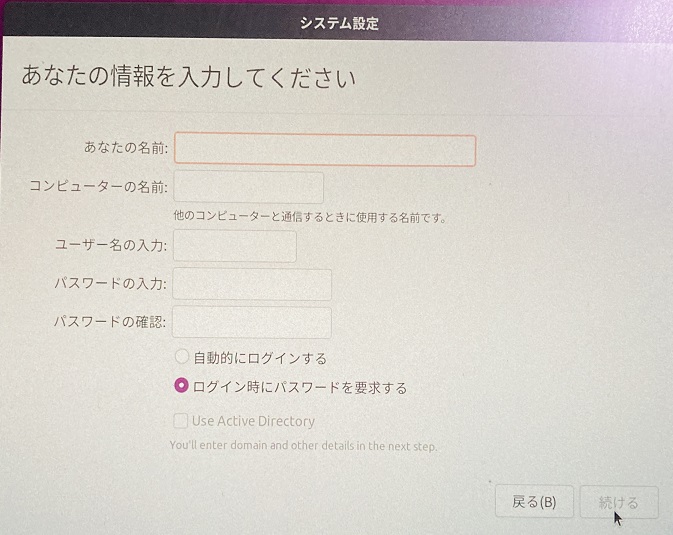 システム設定
あなたの情報を入力してください
あなたの名前:
コンピューターの名前:
他のコンピューターと通信するときに使用する名前です。
ユーザー名の入力:
パスワードの入力:
パスワードの確認:
自動的にログインする
ログイン時にパスワードを要求する
Use Active Directory
You'll enter domain and other details in the next step.
戻る(B) 続ける